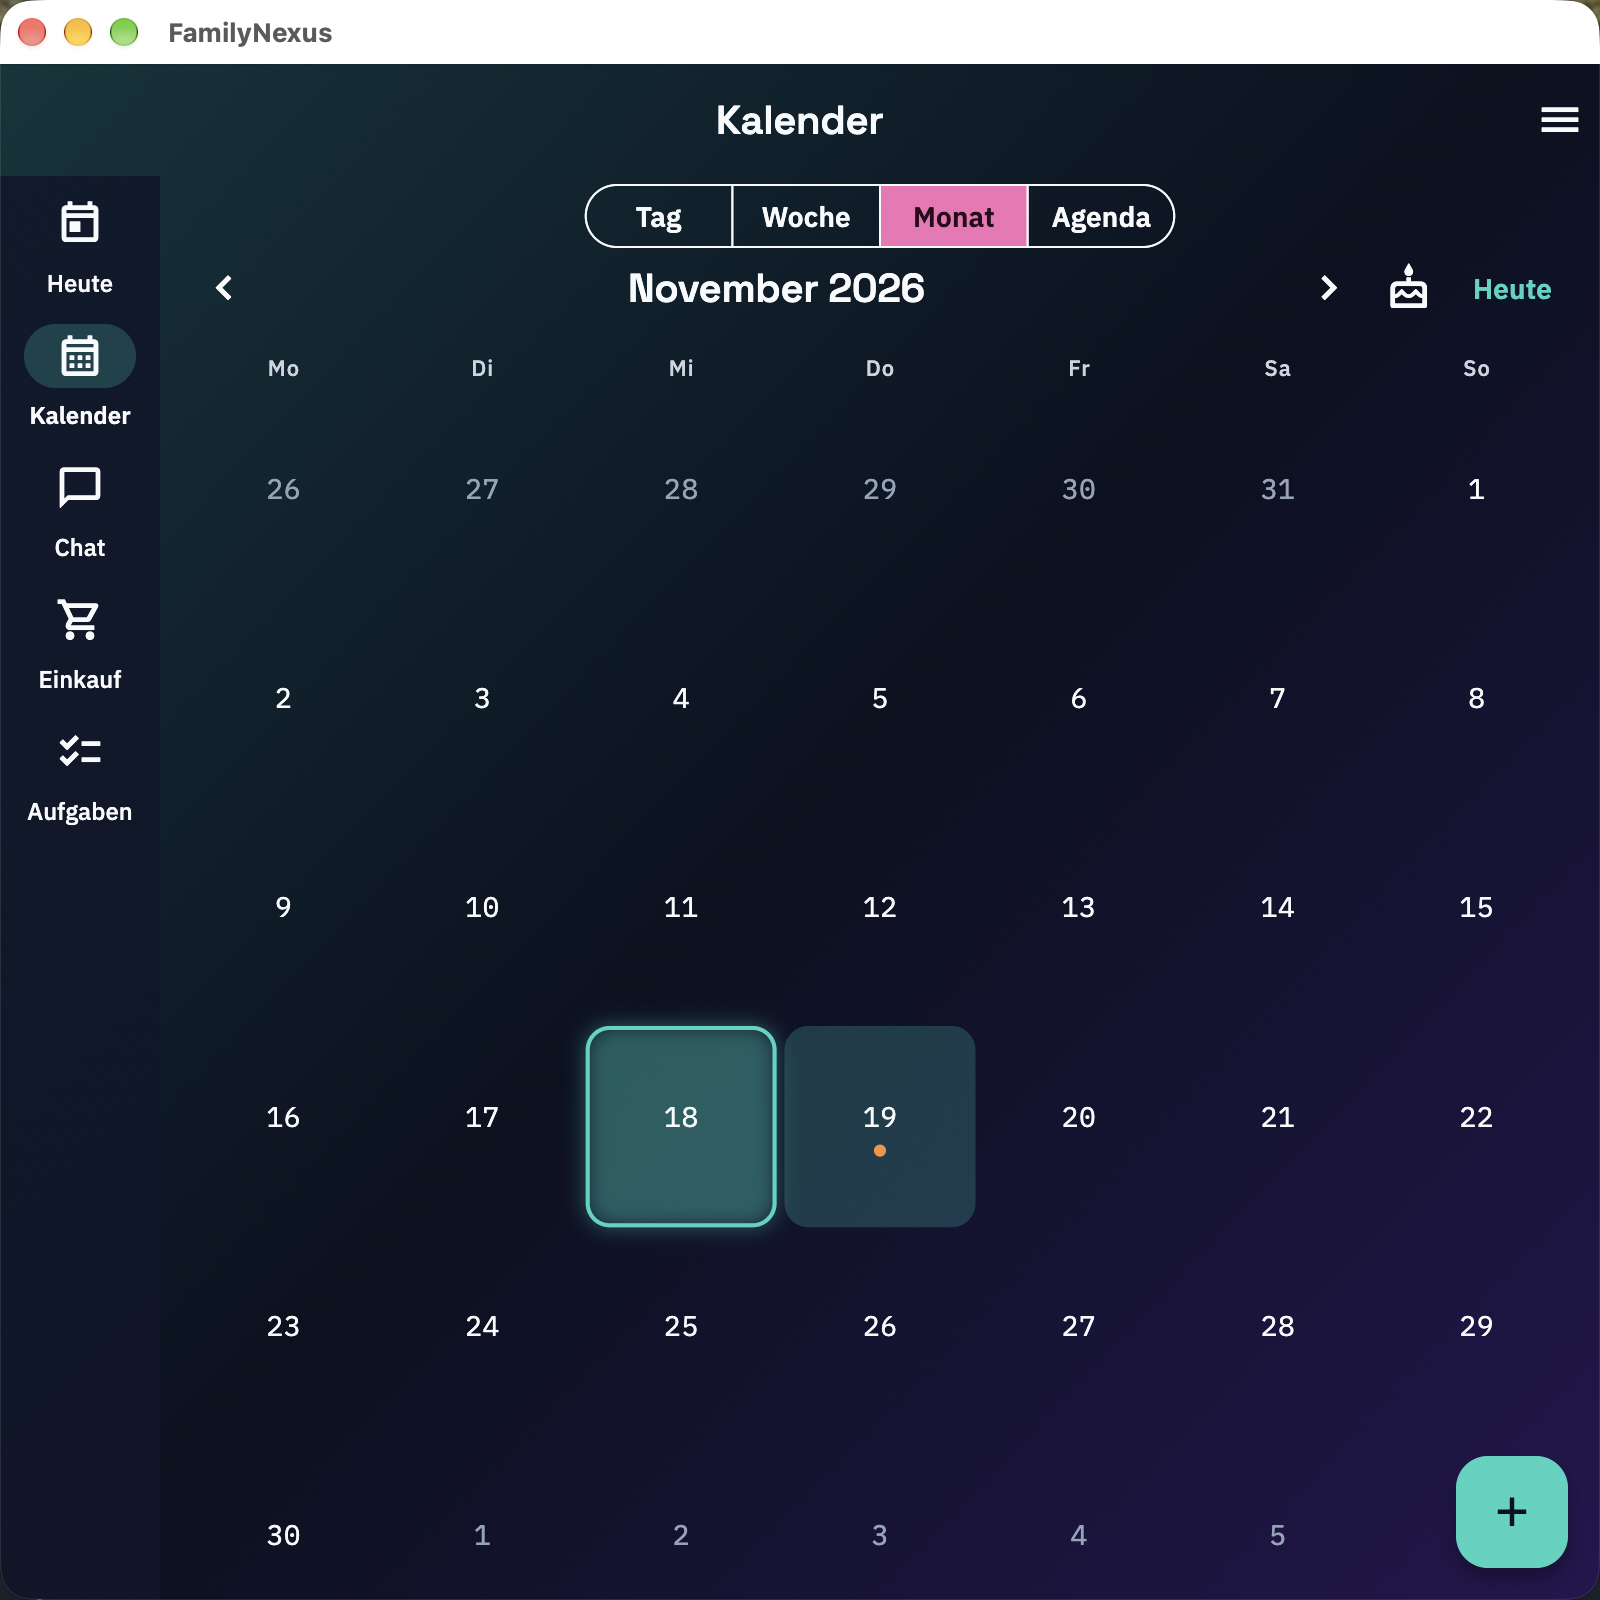 FamilyNexus
Kalender
Tag Woche Monat Agenda
November 2026 Heute
Heute
Kalender
Chat
Einkauf
Aufgaben
Mo Di Mi Do Fr Sa So
26 27 28 29 30 31 1
2 3 4 5 6 7 8
9 10 11 12 13 14 15
16 17 18 19 20 21 22
23 24 25 26 27 28 29
30 1 2 3 4 5
+